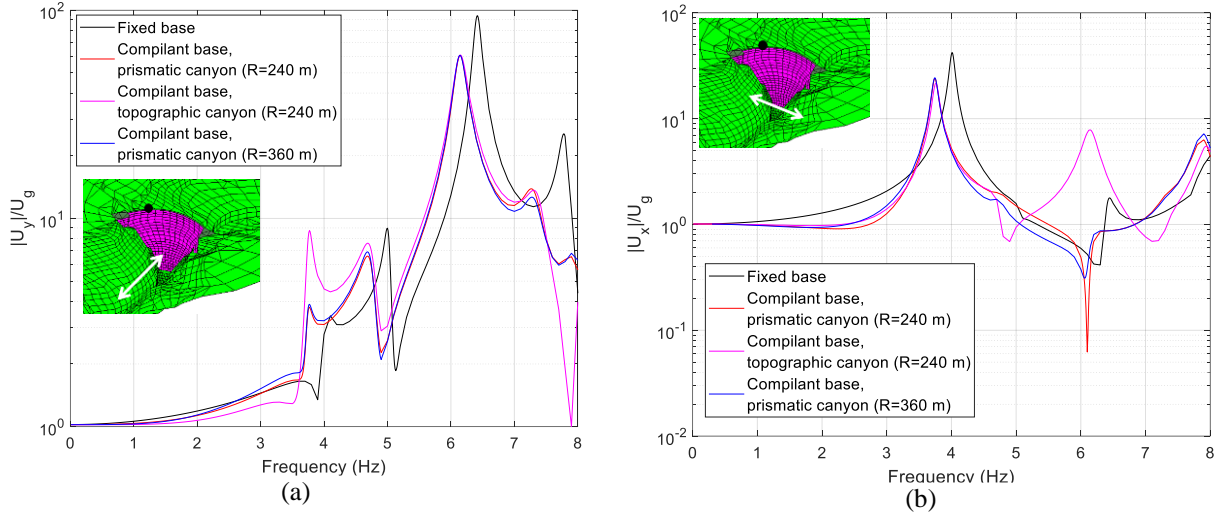 |U_y|/U_g
10^2
10^1
10^0
Fixed base
Compilant base,
prismatic canyon (R=240 m)
Compilant base,
topographic canyon (R=240 m)
Compilant base,
prismatic canyon (R=360 m)
0 1 2 3 4 5 6 7 8
Frequency (Hz)
(a)
|U_x|/U_g
10^2
10^1
10^0
10^-1
10^-2
Fixed base
Compilant base,
prismatic canyon (R=240 m)
Compilant base,
topographic canyon (R=240 m)
Compilant base,
prismatic canyon (R=360 m)
0 1 2 3 4 5 6 7 8
Frequency (Hz)
(b)